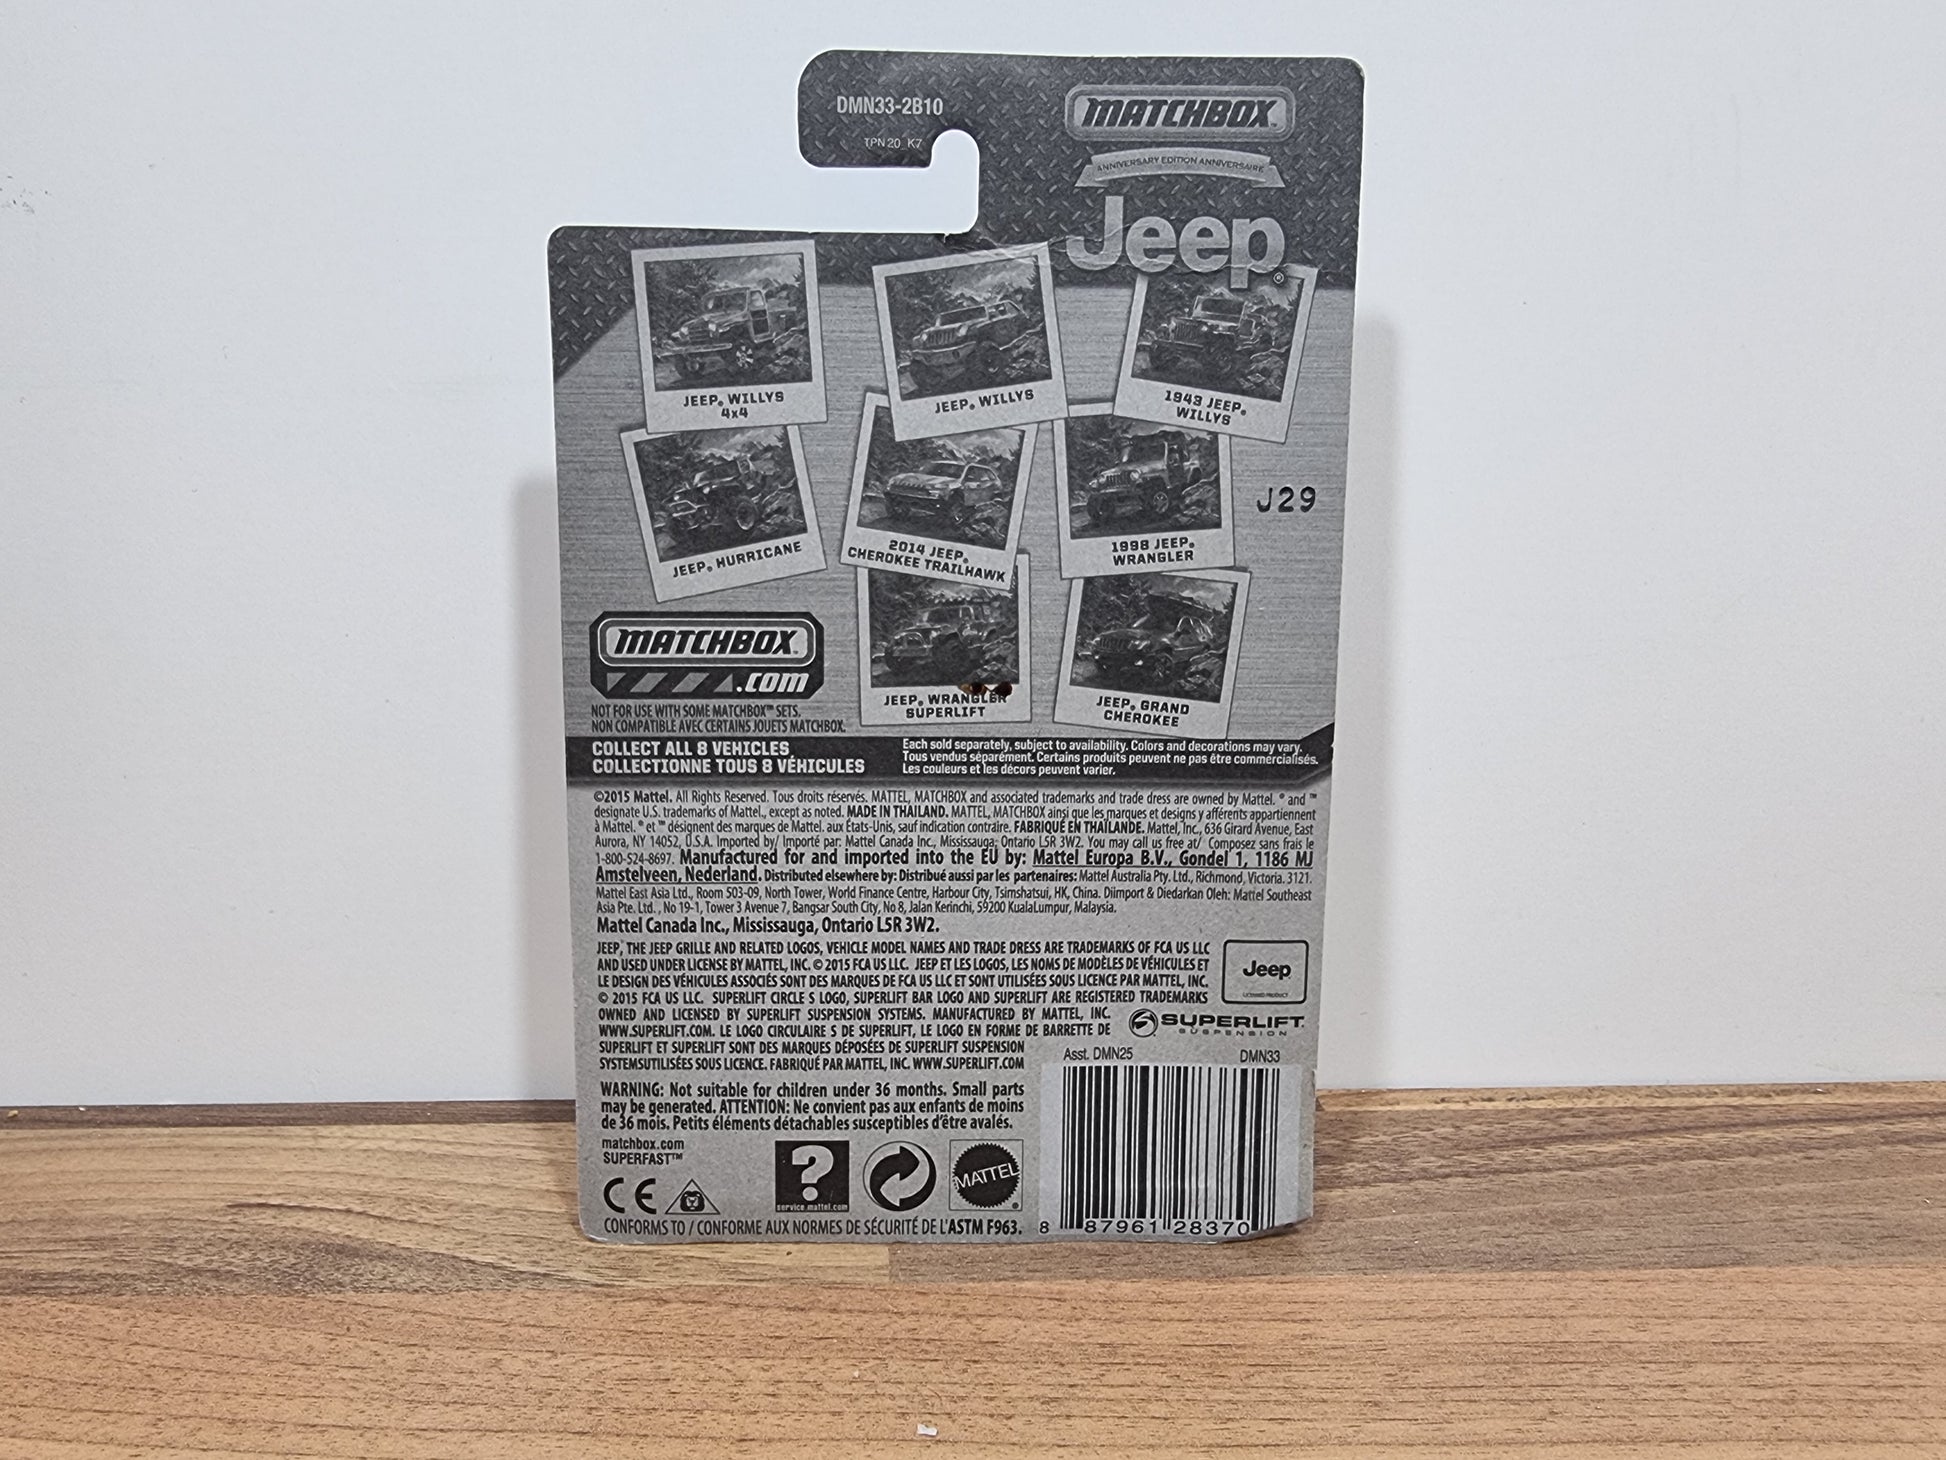 DMN33-2B10
TPN 20_K7
MATCHBOX™
ANNIVERSARY EDITION ANNIVERSAIRE
Jeep®
JEEP® WILLYS
4x4
JEEP® WILLYS
1943 JEEP®
WILLYS
JEEP® HURRICANE
2014 JEEP®
CHEROKEE TRAILHAWK
1998 JEEP®
WRANGLER
J29
JEEP® WRANGLER
SUPERLIFT
JEEP® GRAND
CHEROKEE
MATCHBOX™
.com
NOT FOR USE WITH SOME MATCHBOX™ SETS.
NON COMPATIBLE AVEC CERTAINS JOUETS MATCHBOX.
COLLECT ALL 8 VEHICLES
COLLECTIONNE TOUS 8 VÉHICULES
Each sold separately, subject to availability. Colors and decorations may vary.
Tous vendus séparément. Certains produits peuvent ne pas être commercialisés.
Les couleurs et les décors peuvent varier.
©2015 Mattel. All Rights Reserved. Tous droits réservés. MATTEL, MATCHBOX and associated trademarks and trade dress are owned by Mattel. ® and ™
designate U.S. trademarks of Mattel., except as noted. MADE IN THAILAND. MATTEL, MATCHBOX ainsi que les marques et designs y afférents appartiennent
à Mattel. ® et ™ désignent des marques de Mattel. aux États-Unis, sauf indication contraire. FABRIQUÉ EN THAÏLANDE. Mattel, Inc., 636 Girard Avenue, East
Aurora, NY 14052, U.S.A. Imported by/ Importé par: Mattel Canada Inc., Mississauga, Ontario L5R 3W2. You may call us free at/ Composez sans frais le
1-800-524-8697. Manufactured for and imported into the EU by: Mattel Europa B.V., Gondel 1, 1186 MJ
Amstelveen, Nederland. Distributed elsewhere by: Distribué aussi par les partenaires: Mattel Australia Pty. Ltd., Richmond, Victoria. 3121.
Mattel East Asia Ltd., Room 503-09, North Tower, World Finance Centre, Harbour City, Tsimshatsui, HK, China. Diimport & Diedarkan Oleh: Mattel Southeast
Asia Pte. Ltd., No 19-1, Tower 3 Avenue 7, Bangsar South City, No 8, Jalan Kerinchi, 59200 KualaLumpur, Malaysia.
Mattel Canada Inc., Mississauga, Ontario L5R 3W2.
JEEP, THE JEEP GRILLE AND RELATED LOGOS, VEHICLE MODEL NAMES AND TRADE DRESS ARE TRADEMARKS OF FCA US LLC
AND USED UNDER LICENSE BY MATTEL, INC. © 2015 FCA US LLC. JEEP ET LES LOGOS, LES NOMS DE MODÈLES DE VÉHICULES ET
LE DESIGN DES VÉHICULES ASSOCIÉS SONT DES MARQUES DE FCA US LLC ET SONT UTILISÉES SOUS LICENCE PAR MATTEL, INC.
© 2015 FCA US LLC. SUPERLIFT CIRCLE S LOGO, SUPERLIFT BAR LOGO AND SUPERLIFT ARE REGISTERED TRADEMARKS
OWNED AND LICENSED BY SUPERLIFT SUSPENSION SYSTEMS. MANUFACTURED BY MATTEL, INC.
WWW.SUPERLIFT.COM. LE LOGO CIRCULAIRE S DE SUPERLIFT, LE LOGO EN FORME DE BARRETTE DE
SUPERLIFT ET SUPERLIFT SONT DES MARQUES DÉPOSÉES DE SUPERLIFT SUSPENSION
SYSTEMSUTILISÉES SOUS LICENCE. FABRIQUÉ PAR MATTEL, INC. WWW.SUPERLIFT.COM
Jeep
LICENSED PRODUCT
SUPERLIFT®
SUSPENSION
Asst. DMN25
DMN33
WARNING: Not suitable for children under 36 months. Small parts
may be generated. ATTENTION: Ne convient pas aux enfants de moins
de 36 mois. Petits éléments détachables susceptibles d'être avalés.
matchbox.com
SUPERFAST™
CE
?
service.mattel.com
MATTEL®
CONFORMS TO / CONFORME AUX NORMES DE SÉCURITÉ DE L'ASTM F963.
8 87961 28370